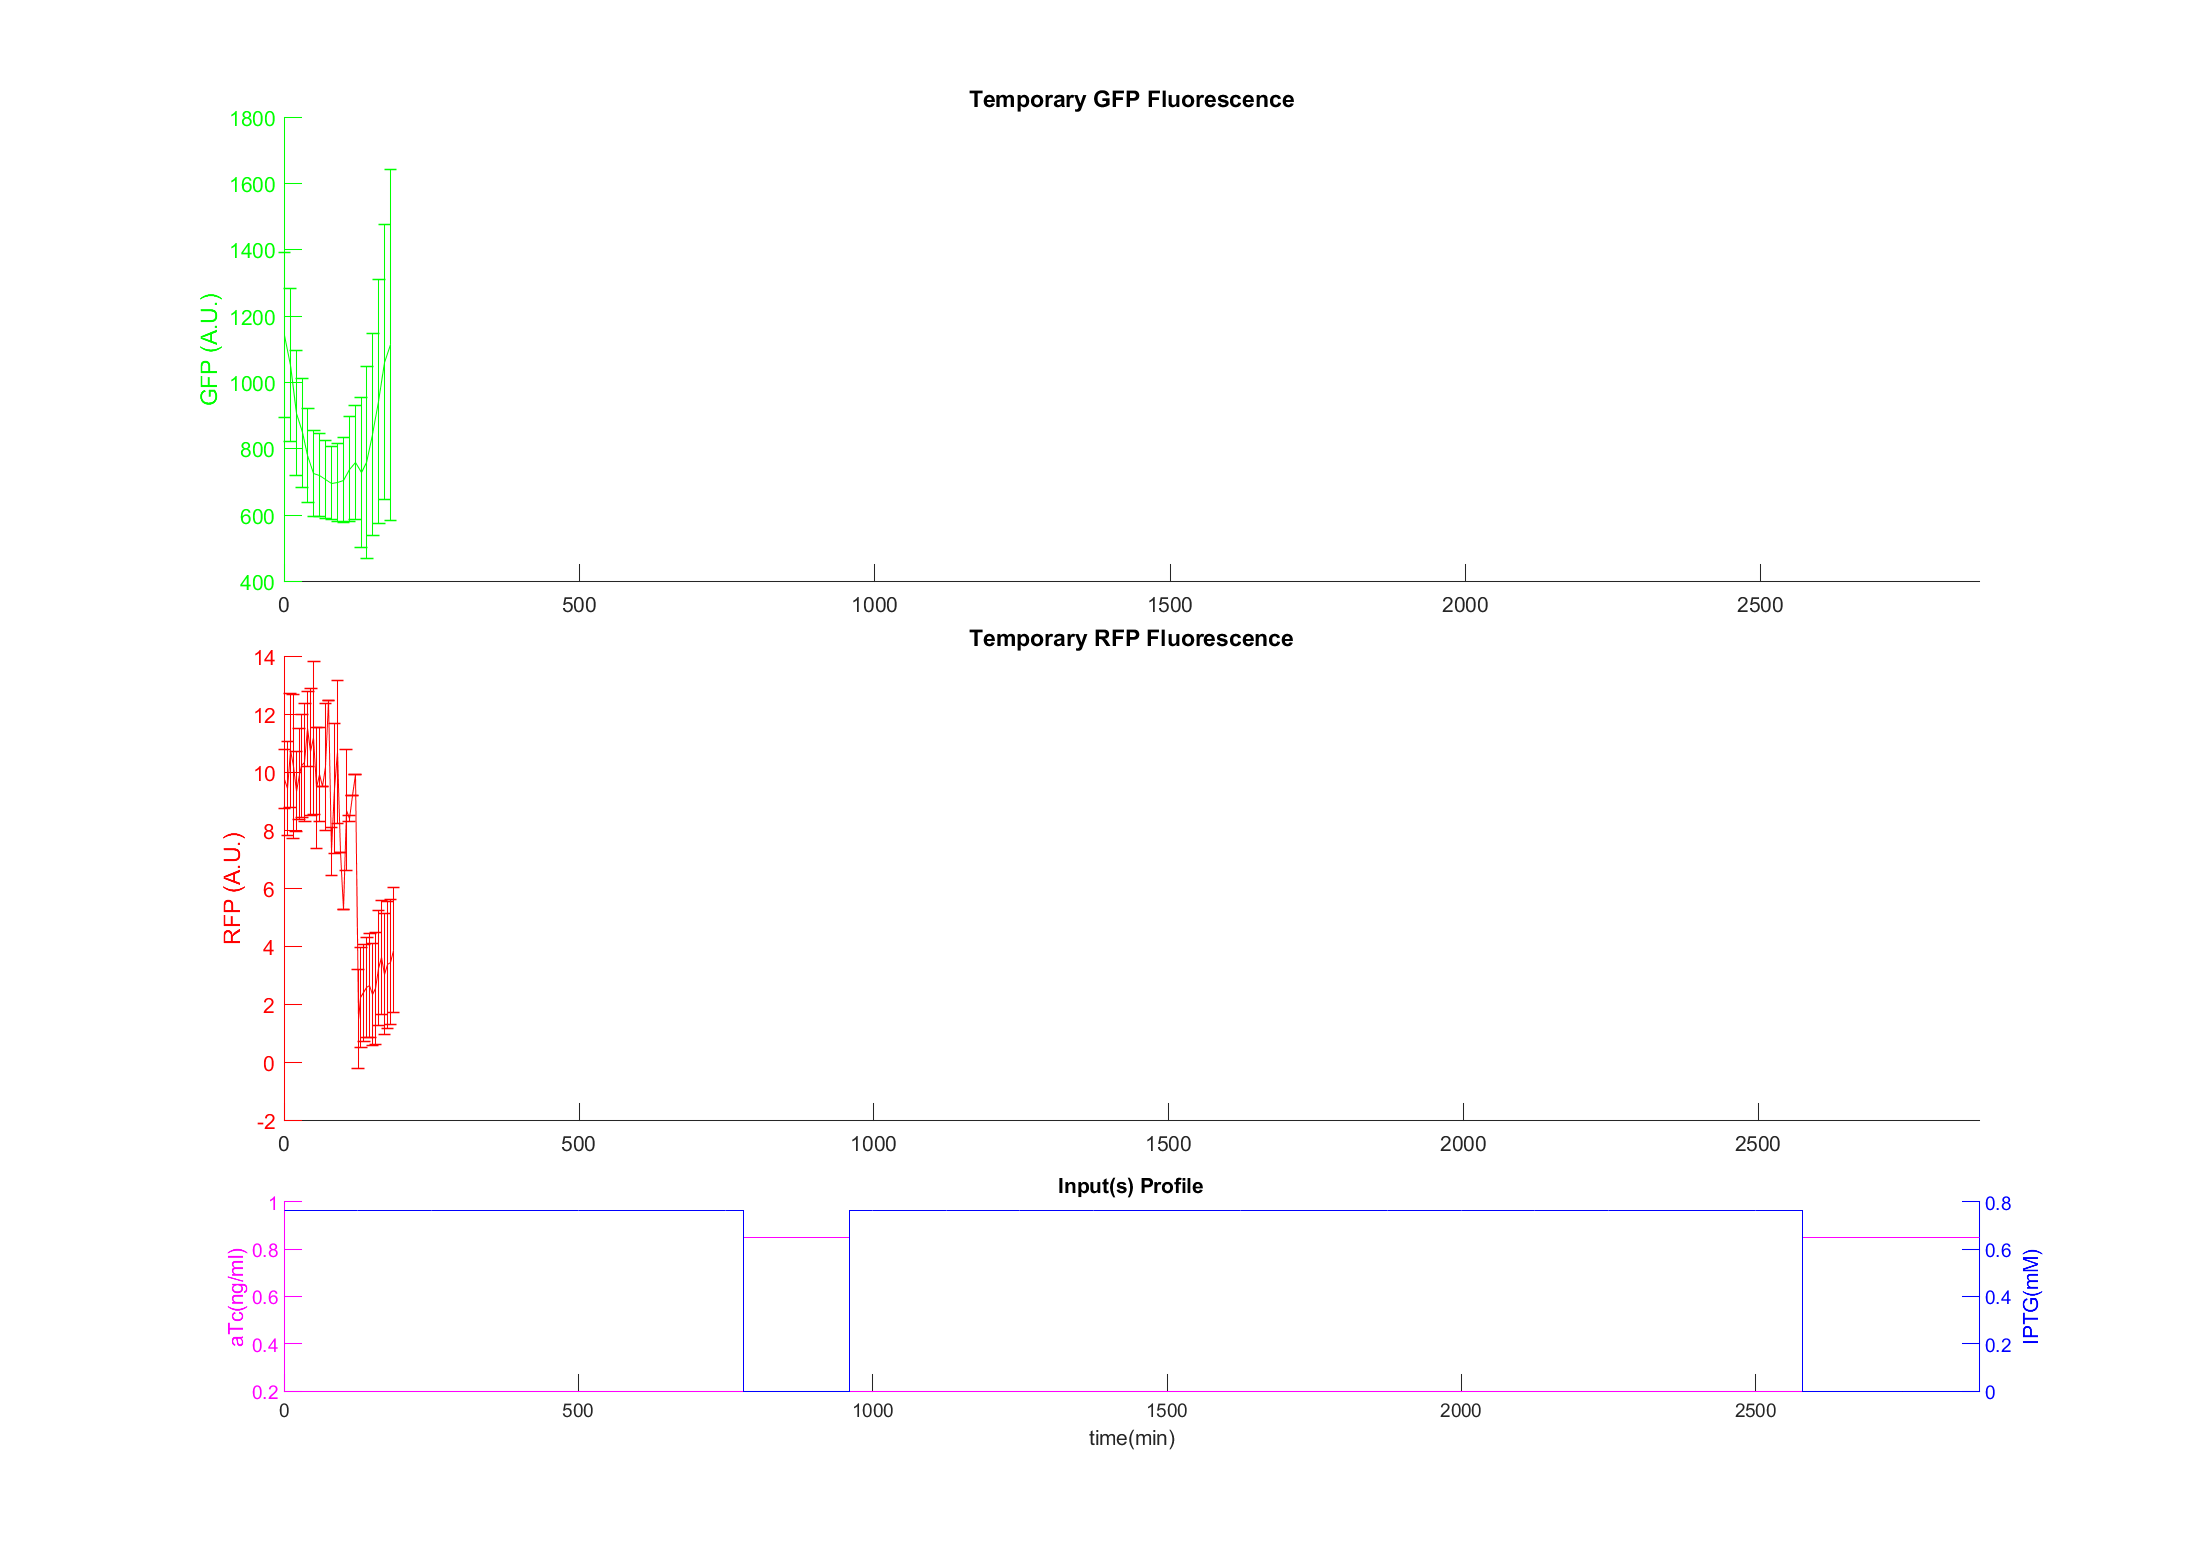 Temporary GFP Fluorescence
1800
1600
1400
1200
1000
800
600
400
GFP (A.U.)
0 500 1000 1500 2000 2500
Temporary RFP Fluorescence
14
12
10
8
6
4
2
0
-2
RFP (A.U.)
0 500 1000 1500 2000 2500
Input(s) Profile
1
0.8
0.6
0.4
0.2
aTc(ng/ml)
0.8
0.6
0.4
0.2
0
IPTG(mM)
0 500 1000 1500 2000 2500
time(min)